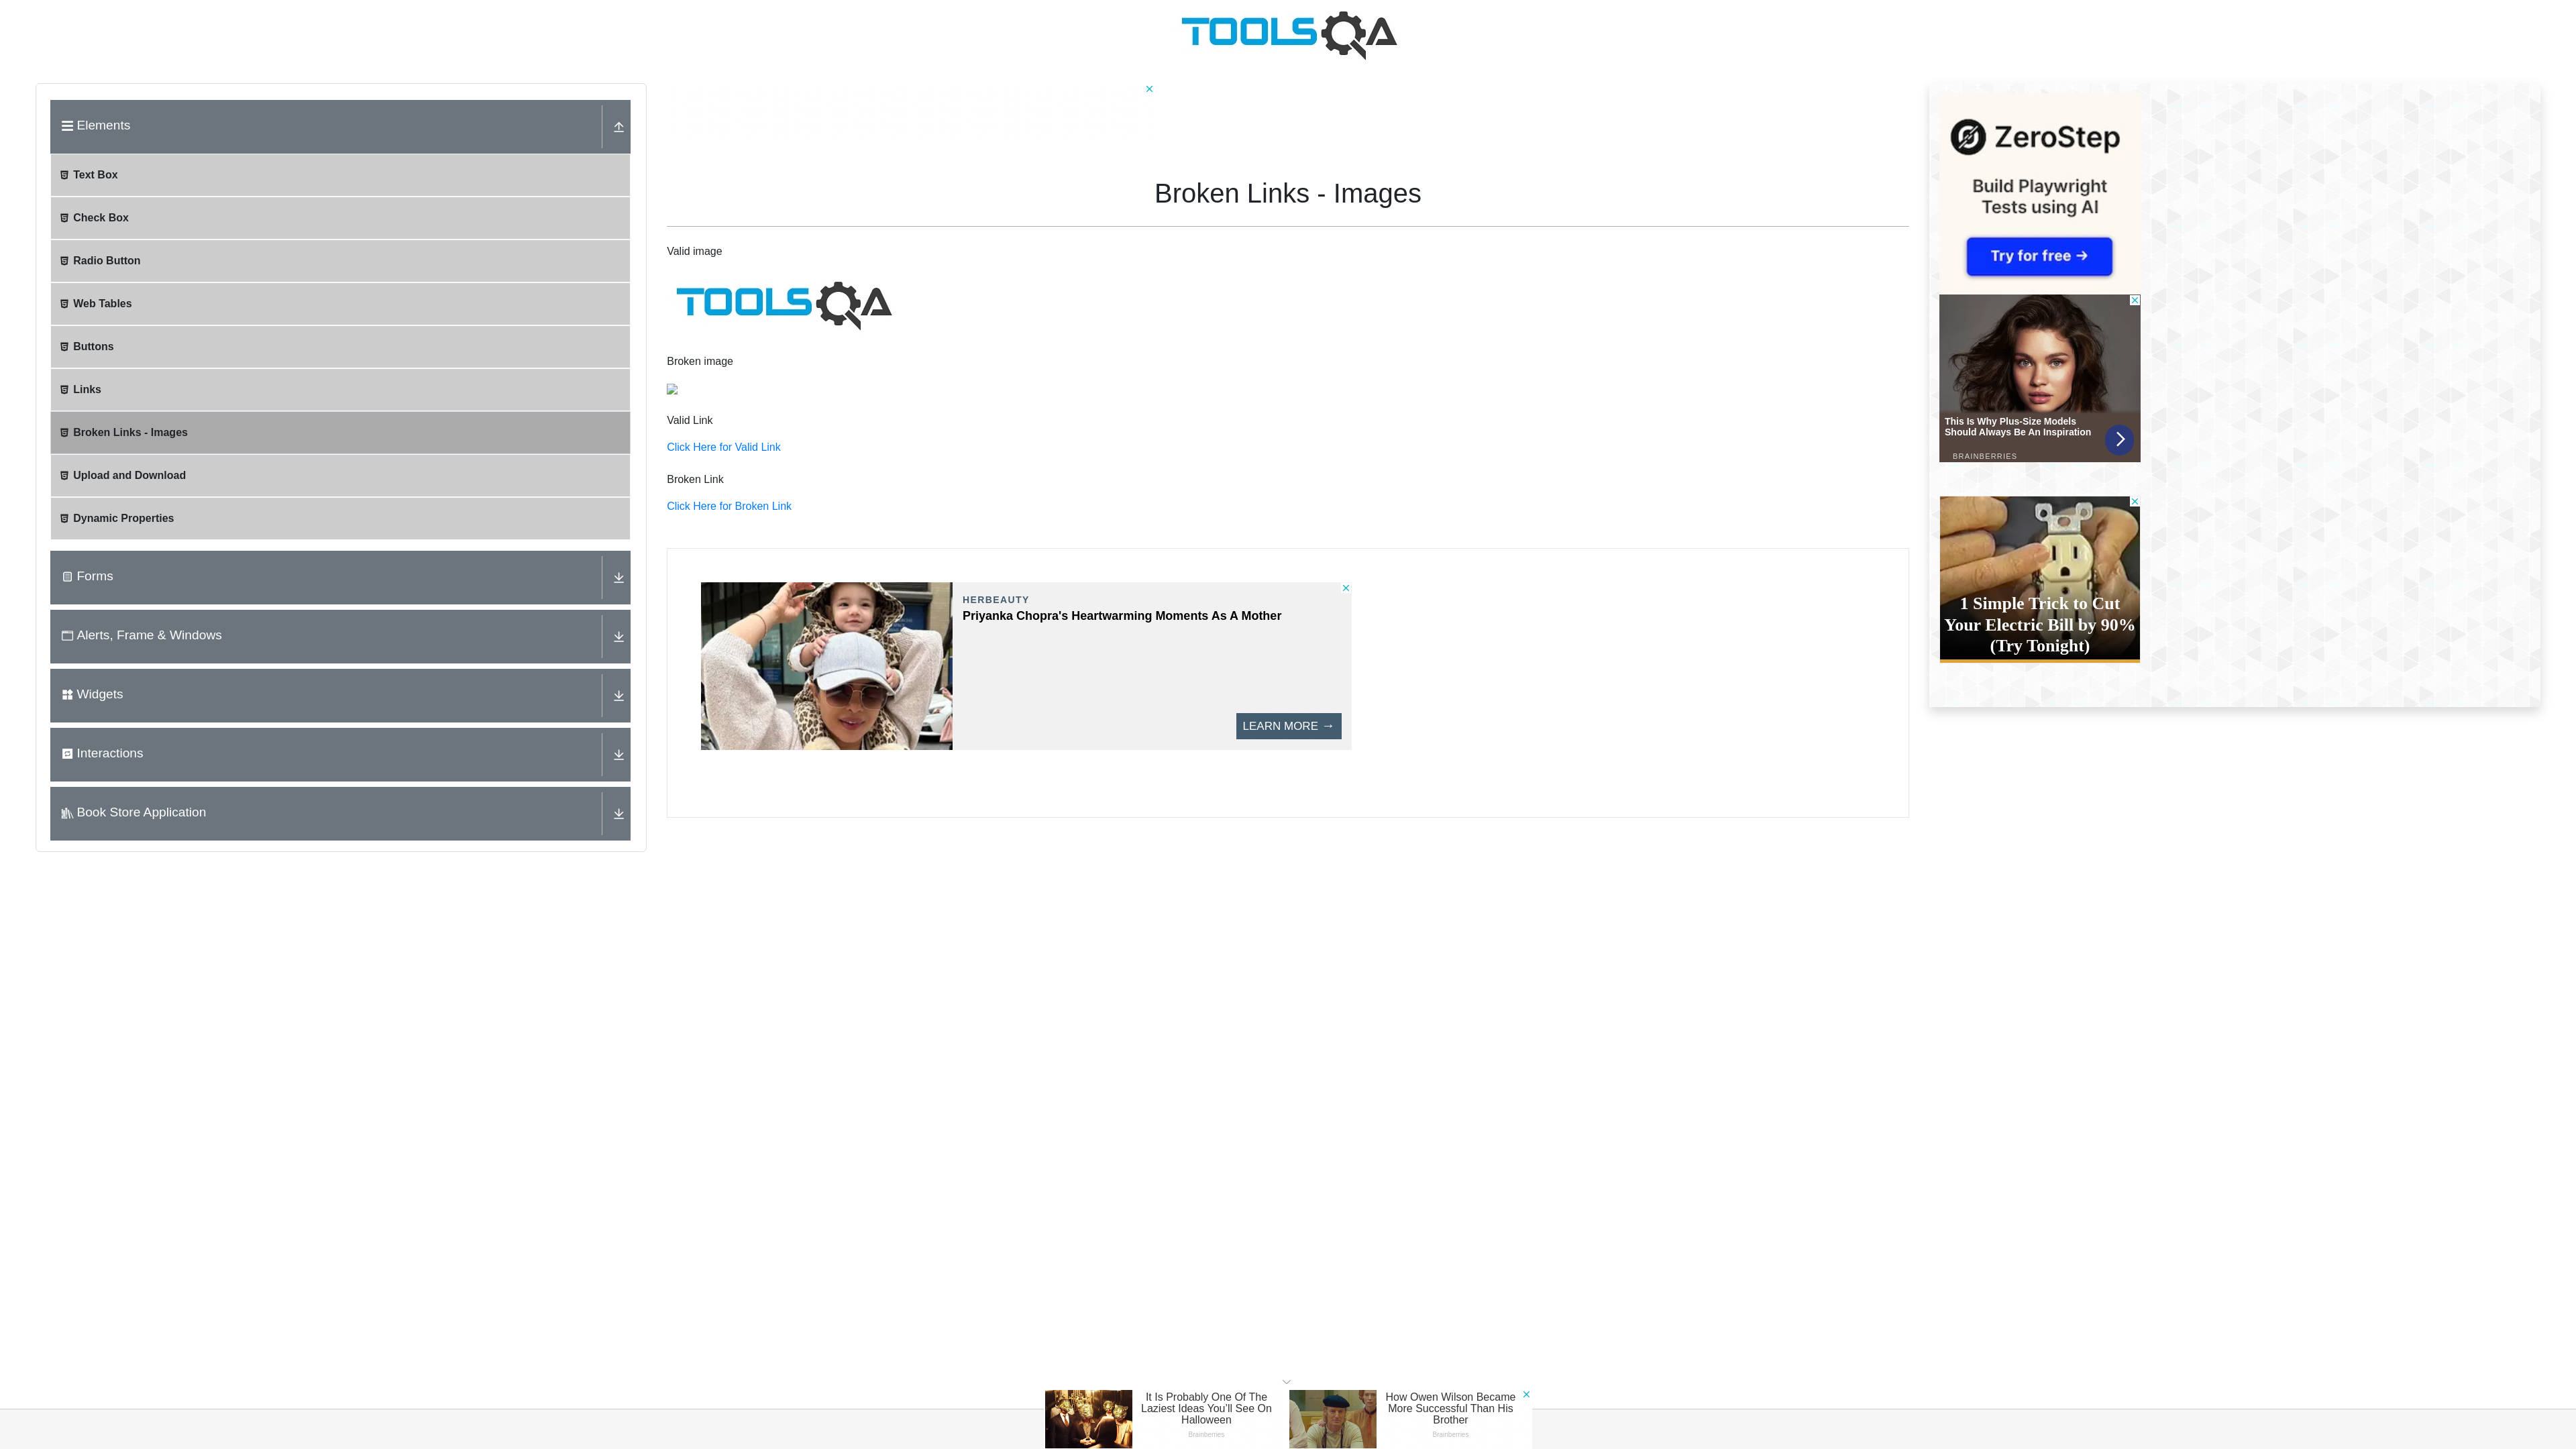 TOOLSQA
Elements
Text Box
Check Box
Radio Button
Web Tables
Buttons
Links
Broken Links - Images
Upload and Download
Dynamic Properties
Forms
Alerts, Frame & Windows
Widgets
Interactions
Book Store Application
Broken Links - Images
Valid image
TOOLSQA
Broken image
Valid Link
Click Here for Valid Link
Broken Link
Click Here for Broken Link
HERBEAUTY
Priyanka Chopra's Heartwarming Moments As A Mother
LEARN MORE →
ZeroStep
Build Playwright
Tests using AI
Try for free →
This Is Why Plus-Size Models
Should Always Be An Inspiration
BRAINBERRIES
1 Simple Trick to Cut
Your Electric Bill by 90%
(Try Tonight)
It Is Probably One Of The
Laziest Ideas You’ll See On
Halloween
Brainberries
How Owen Wilson Became
More Successful Than His
Brother
Brainberries